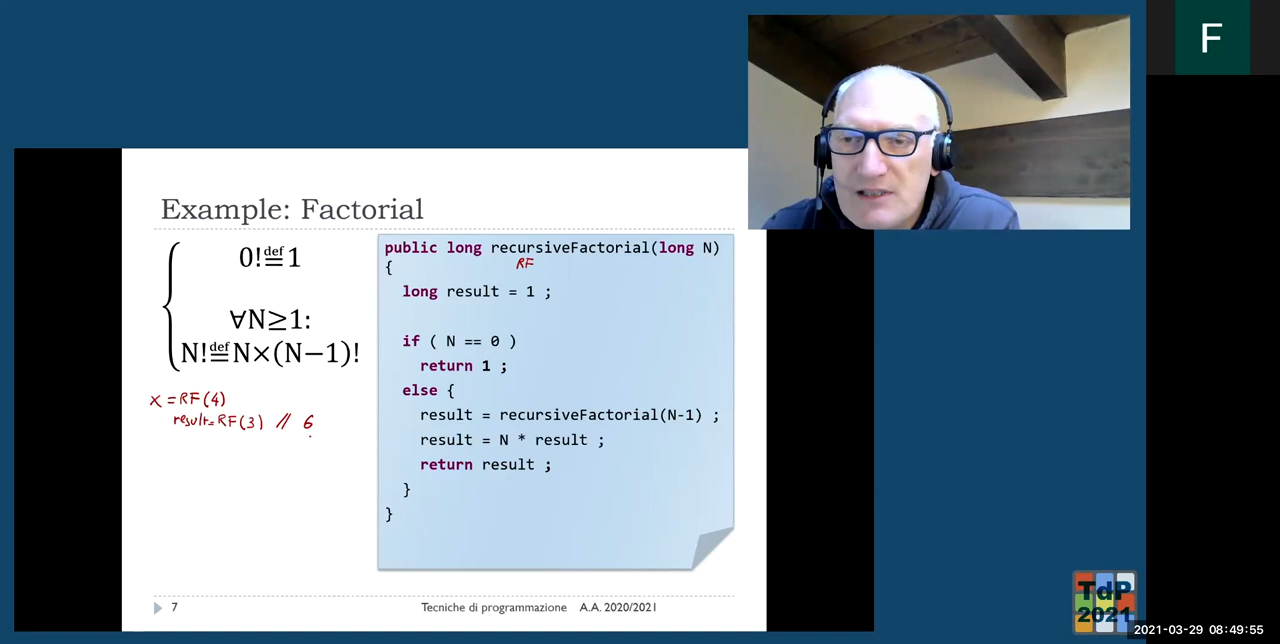 F
Example: Factorial
0!≝1
∀N≥1:
N!≝N×(N−1)!
x = RF(4)
result=RF(3) // 6
public long recursiveFactorial(long N)
RF
{
long result = 1 ;
if ( N == 0 )
return 1 ;
else {
result = recursiveFactorial(N-1) ;
result = N * result ;
return result ;
}
}
7
Tecniche di programmazione A.A. 2020/2021
TdP
2021
2021-03-29 08:49:55